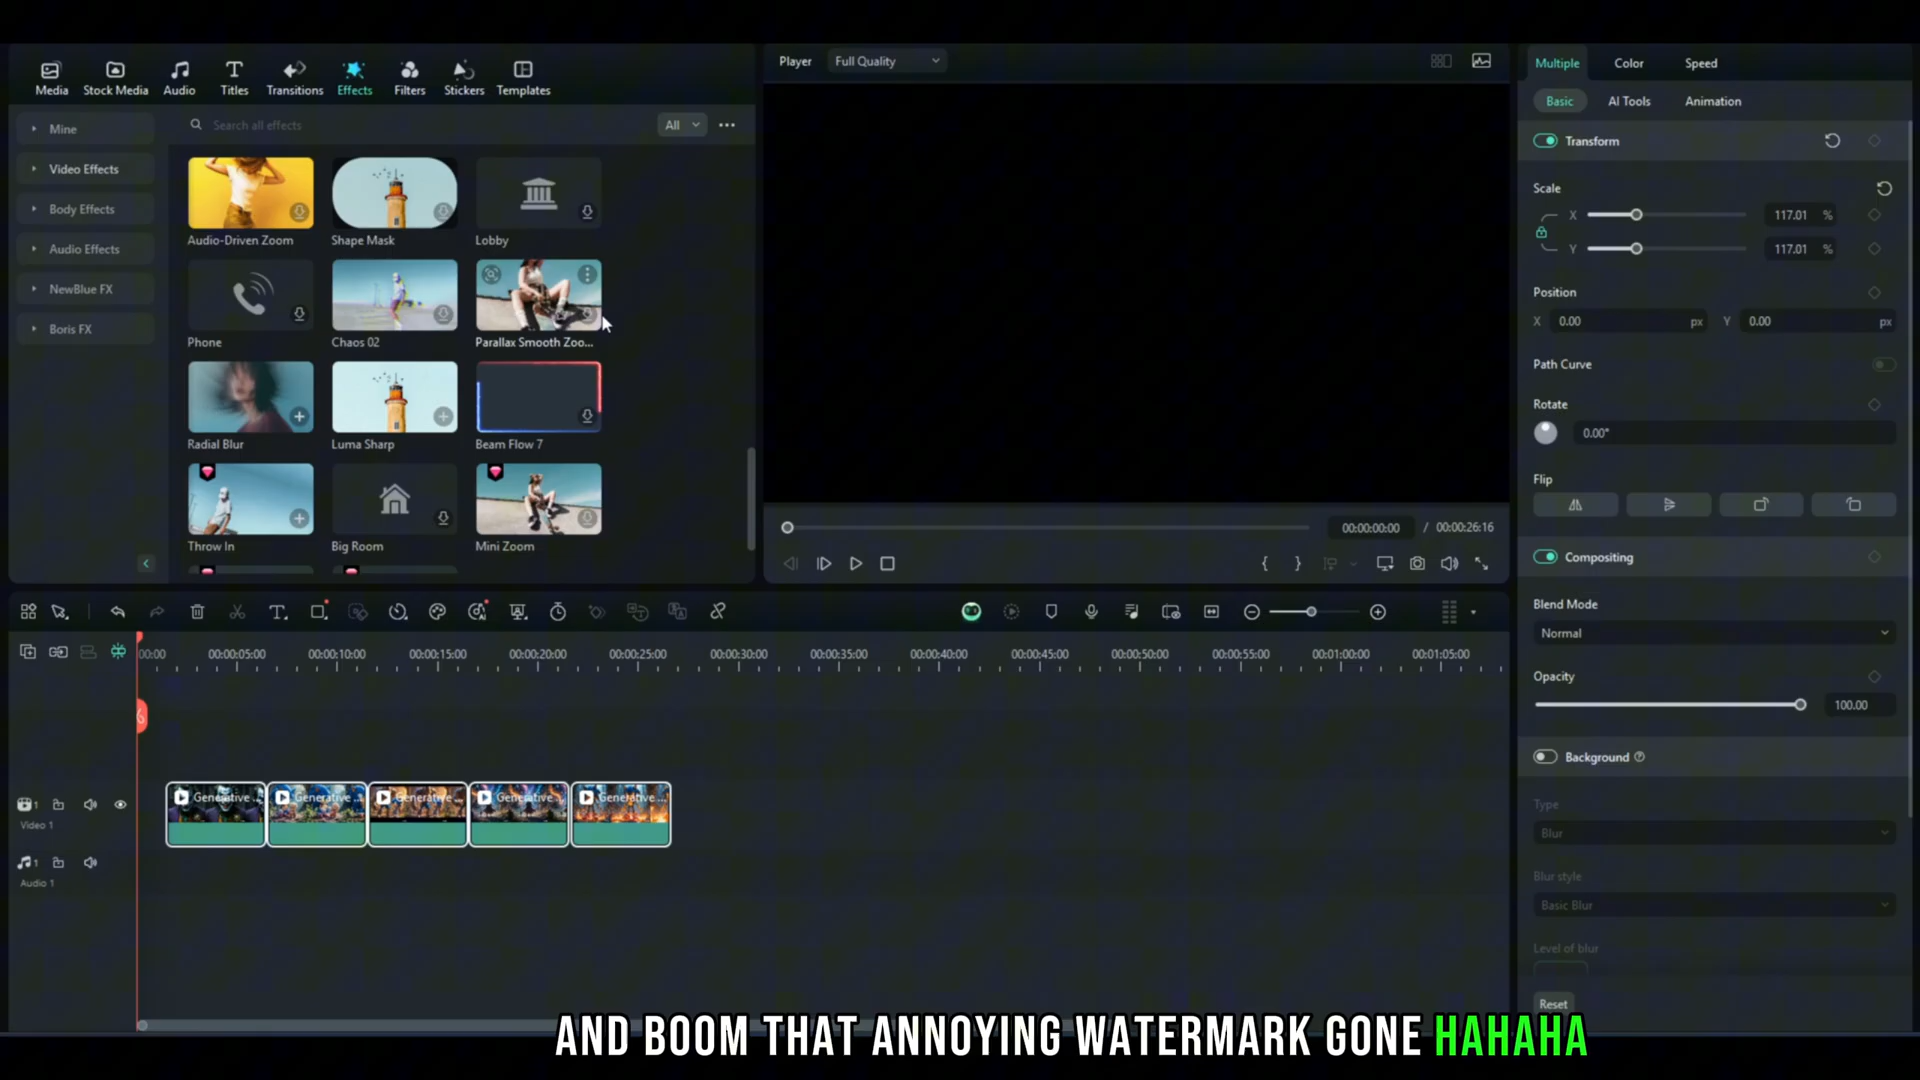 Media
Stock Media
Audio
Titles
Transitions
Effects
Filters
Stickers
Templates
Mine
Video Effects
Body Effects
Audio Effects
NewBlue FX
Boris FX
Search all effects
All
Audio-Driven Zoom
Shape Mask
Lobby
Phone
Chaos 02
Parallax Smooth Zoo...
Radial Blur
Luma Sharp
Beam Flow 7
Throw In
Big Room
Mini Zoom
Player
Full Quality
00:00:00:00 / 00:00:26:16
Multiple
Color
Speed
Basic
AI Tools
Animation
Transform
Scale
X 117.01 %
Y 117.01 %
Position
X 0.00 px Y 0.00 px
Path Curve
Rotate
0.00°
Flip
Compositing
Blend Mode
Normal
Opacity
100.00
Background
Type
Blur
Blur style
Basic Blur
Level of blur
Reset
00:00
00:00:05:00
00:00:10:00
00:00:15:00
00:00:20:00
00:00:25:00
00:00:30:00
00:00:35:00
00:00:40:00
00:00:45:00
00:00:50:00
00:00:55:00
00:01:00:00
00:01:05:00
1
Video 1
Generative ...
Generative ...
Generative ...
Generative ...
Generative ...
1
Audio 1
AND BOOM THAT ANNOYING WATERMARK GONE HAHAHA